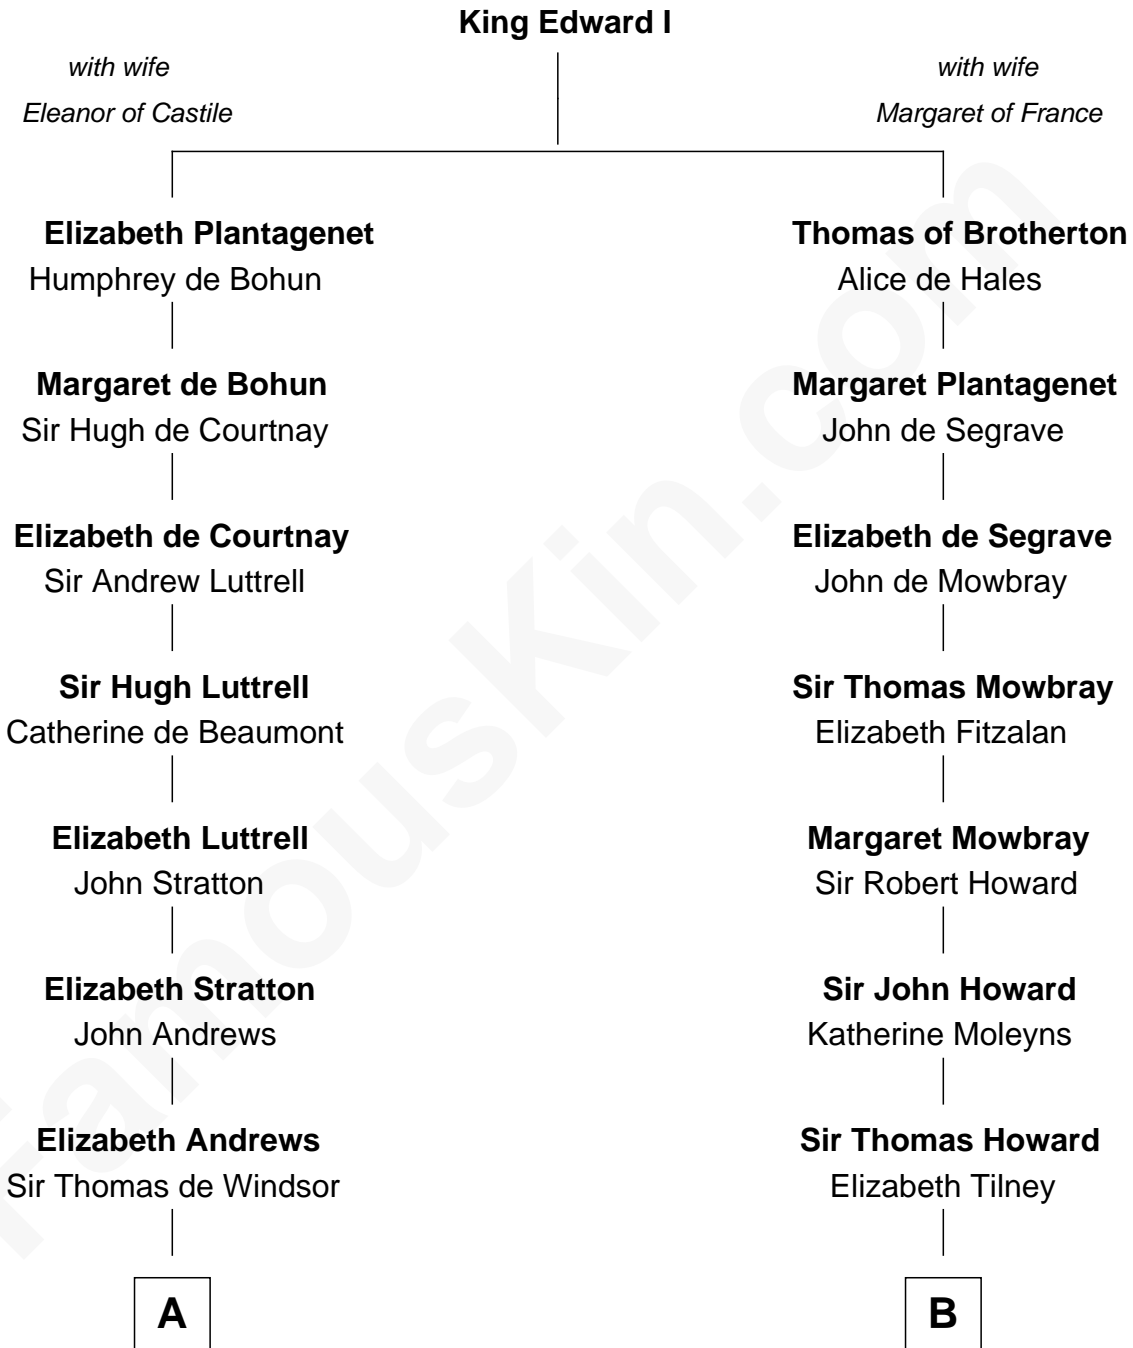 King Edward I
with wife
Eleanor of Castile
with wife
Margaret of France
Elizabeth Plantagenet
Humphrey de Bohun
Thomas of Brotherton
Alice de Hales
Margaret de Bohun
Sir Hugh de Courtnay
Margaret Plantagenet
John de Segrave
Elizabeth de Courtnay
Sir Andrew Luttrell
Elizabeth de Segrave
John de Mowbray
Sir Hugh Luttrell
Catherine de Beaumont
Sir Thomas Mowbray
Elizabeth Fitzalan
Elizabeth Luttrell
John Stratton
Margaret Mowbray
Sir Robert Howard
Elizabeth Stratton
John Andrews
Sir John Howard
Katherine Moleyns
Elizabeth Andrews
Sir Thomas de Windsor
Sir Thomas Howard
Elizabeth Tilney
A
B
FamousKin.com